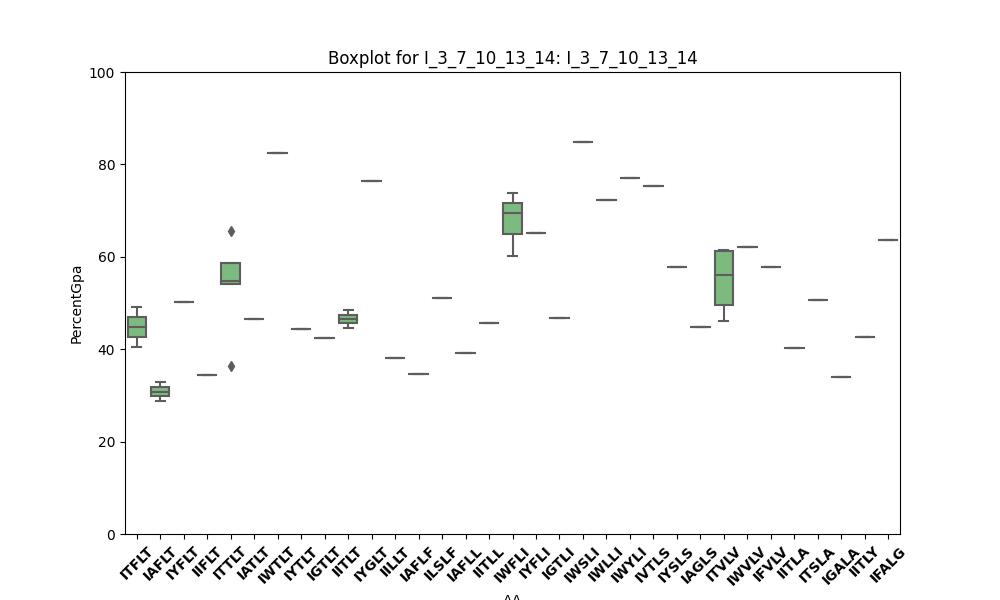 Boxplot for I_3_7_10_13_14: I_3_7_10_13_14
100
80
60
40
20
0
PercentGpa
ITFLT
IAFLT
IYFLT
IIFLT
ITTLT
IATLT
IWTLT
IYTLT
IGTLT
IITLT
IYGLT
IILLT
IAFLF
ILSLF
IAFLL
IITLL
IWFLI
IYFLI
IGTLI
IWSLI
IWLLI
IWYLI
IVTLS
IYSLS
IAGLS
ITVLV
IWVLV
IFVLV
IITLA
ITSLA
IGALA
IITLY
IFALG
AA